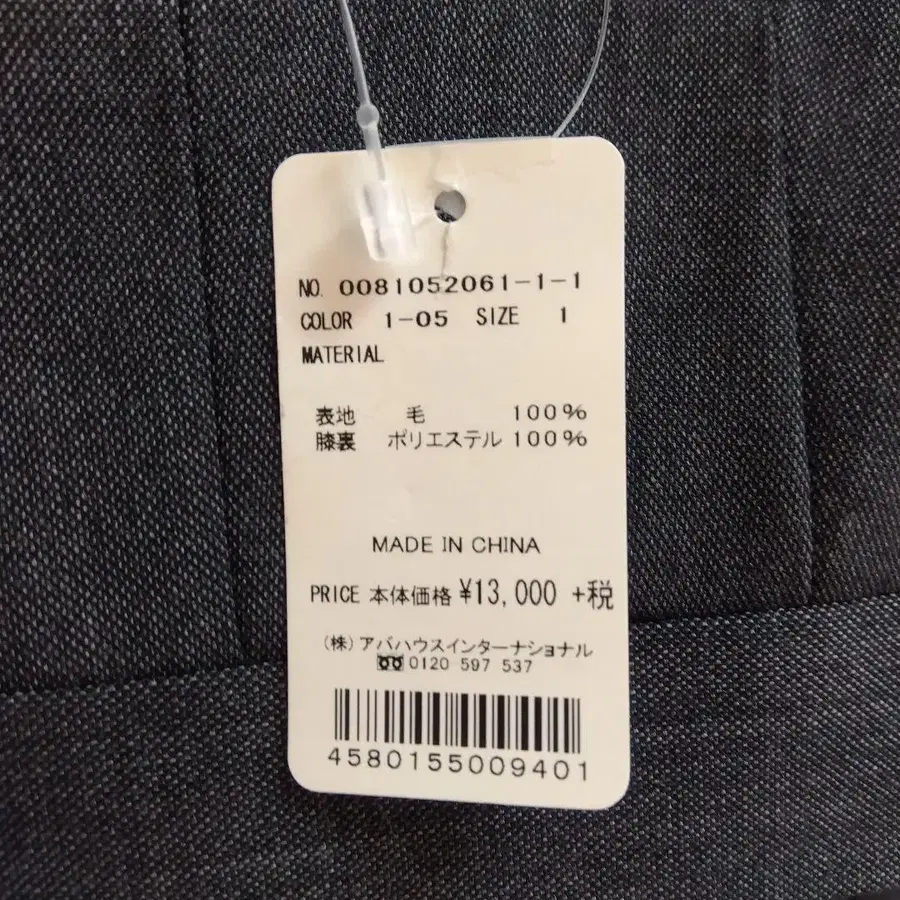 NO. 0081052061-1-1
COLOR 1-05 SIZE 1
MATERIAL
表地 毛 100%
膝裏 ポリエステル 100%
MADE IN CHINA
PRICE 本体価格 ¥13,000 +税
(株)アバハウスインターナショナル
0120 597 537
4580155009401